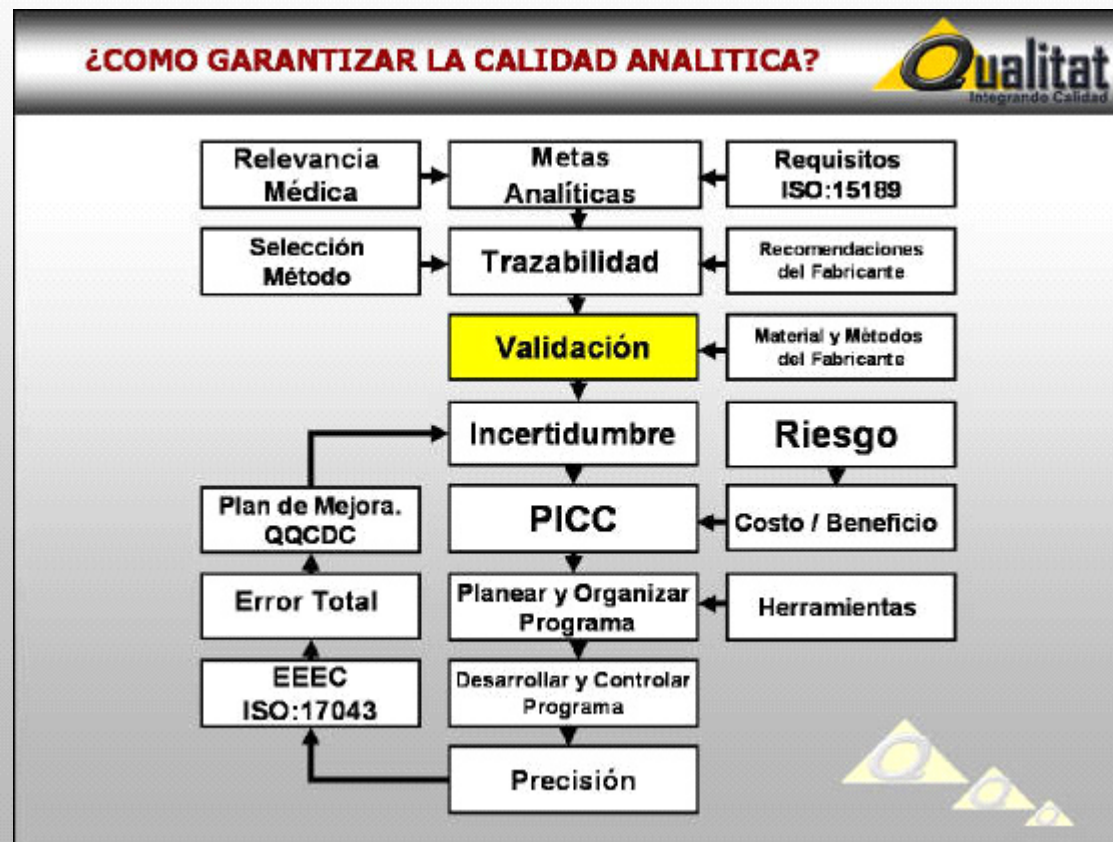 ¿COMO GARANTIZAR LA CALIDAD ANALITICA?
Qualitat
Integrando Calidad
Relevancia
Médica
Metas
Analíticas
Requisitos
ISO:15189
Selección
Método
Trazabilidad
Recomendaciones
del Fabricante
Validación
Material y Métodos
del Fabricante
Incertidumbre
Riesgo
Plan de Mejora.
QQCDC
PICC
Costo / Beneficio
Error Total
Planear y Organizar
Programa
Herramientas
EEEC
ISO:17043
Desarrollar y Controlar
Programa
Precisión